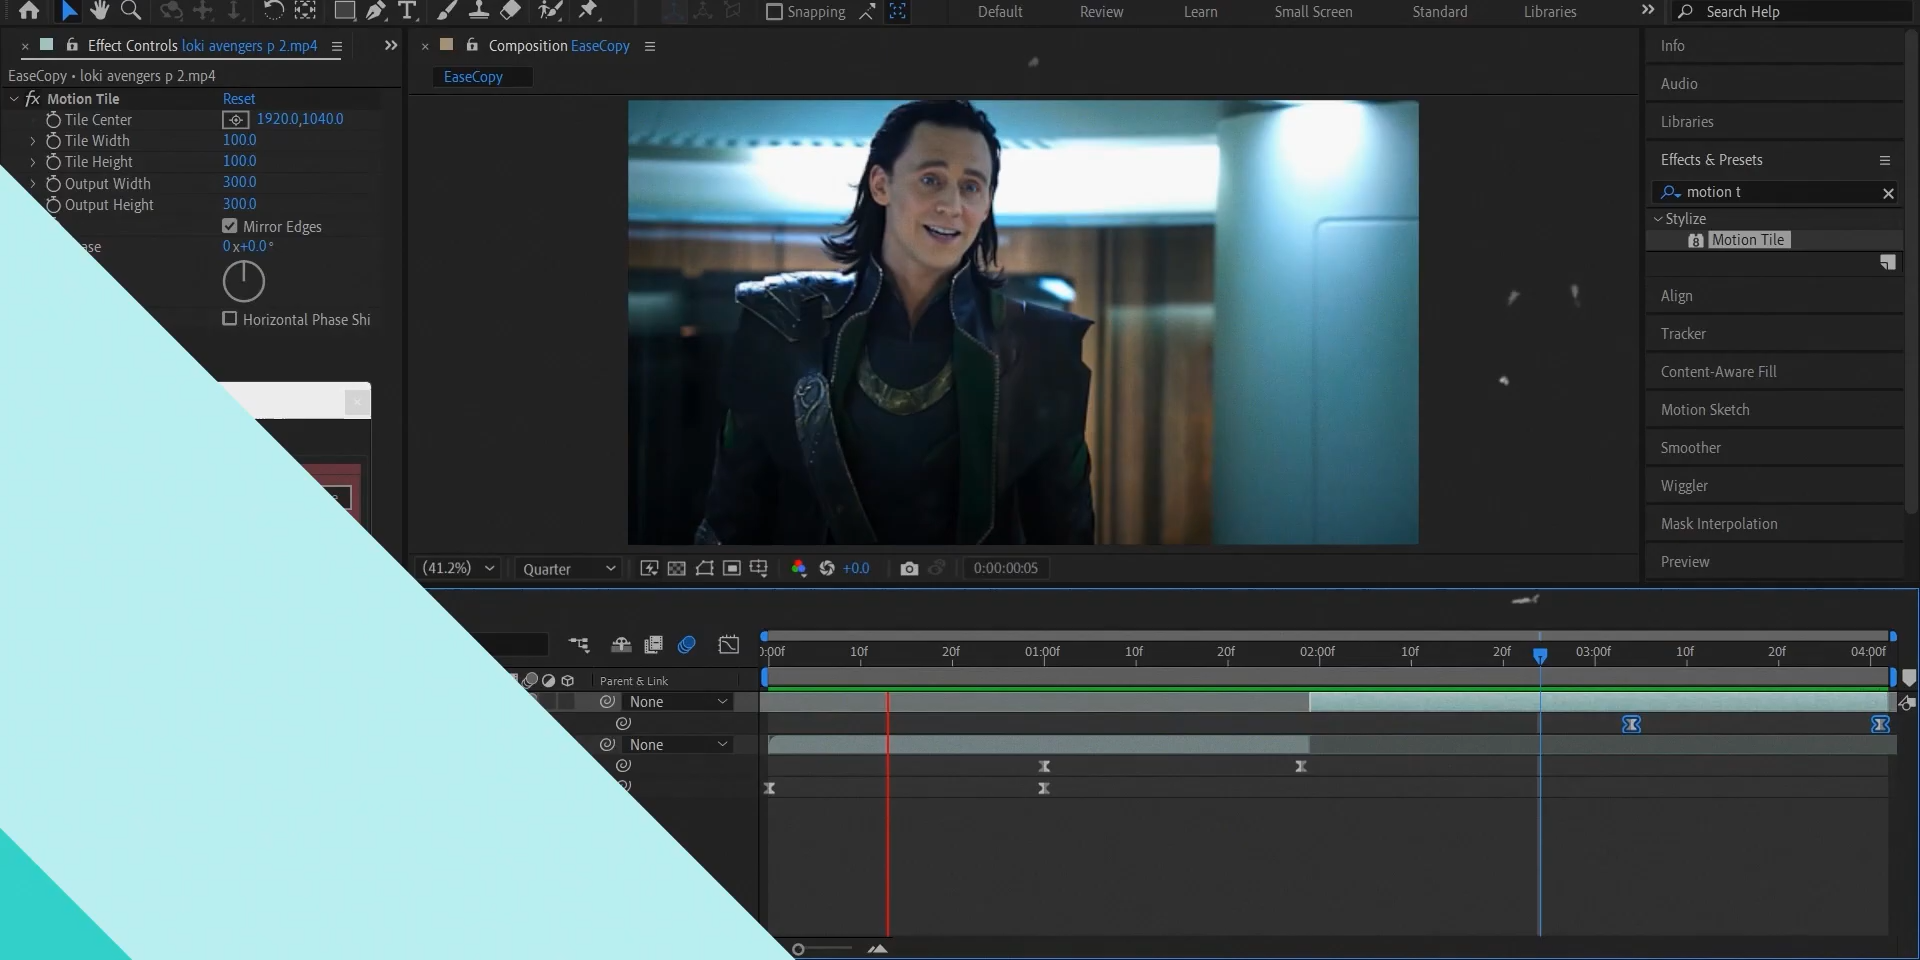 Snapping
Default
Review
Learn
Small Screen
Standard
Libraries
Search Help
Effect Controls loki avengers p 2.mp4
Composition EaseCopy
Info
EaseCopy • loki avengers p 2.mp4
EaseCopy
Audio
fx Motion Tile Reset
Tile Center 1920.0,1040.0
Tile Width 100.0
Tile Height 100.0
Output Width 300.0
Output Height 300.0
Mirror Edges
ase 0x+0.0°
Horizontal Phase Shi
Libraries
Effects & Presets
motion t
Stylize
8 Motion Tile
Align
Tracker
Content-Aware Fill
Motion Sketch
Smoother
Wiggler
Mask Interpolation
Preview
(41.2%) Quarter +0.0 0:00:00:05
0:00f 10f 20f 01:00f 10f 20f 02:00f 10f 20f 03:00f 10f 20f 04:00f
Parent & Link
None
None